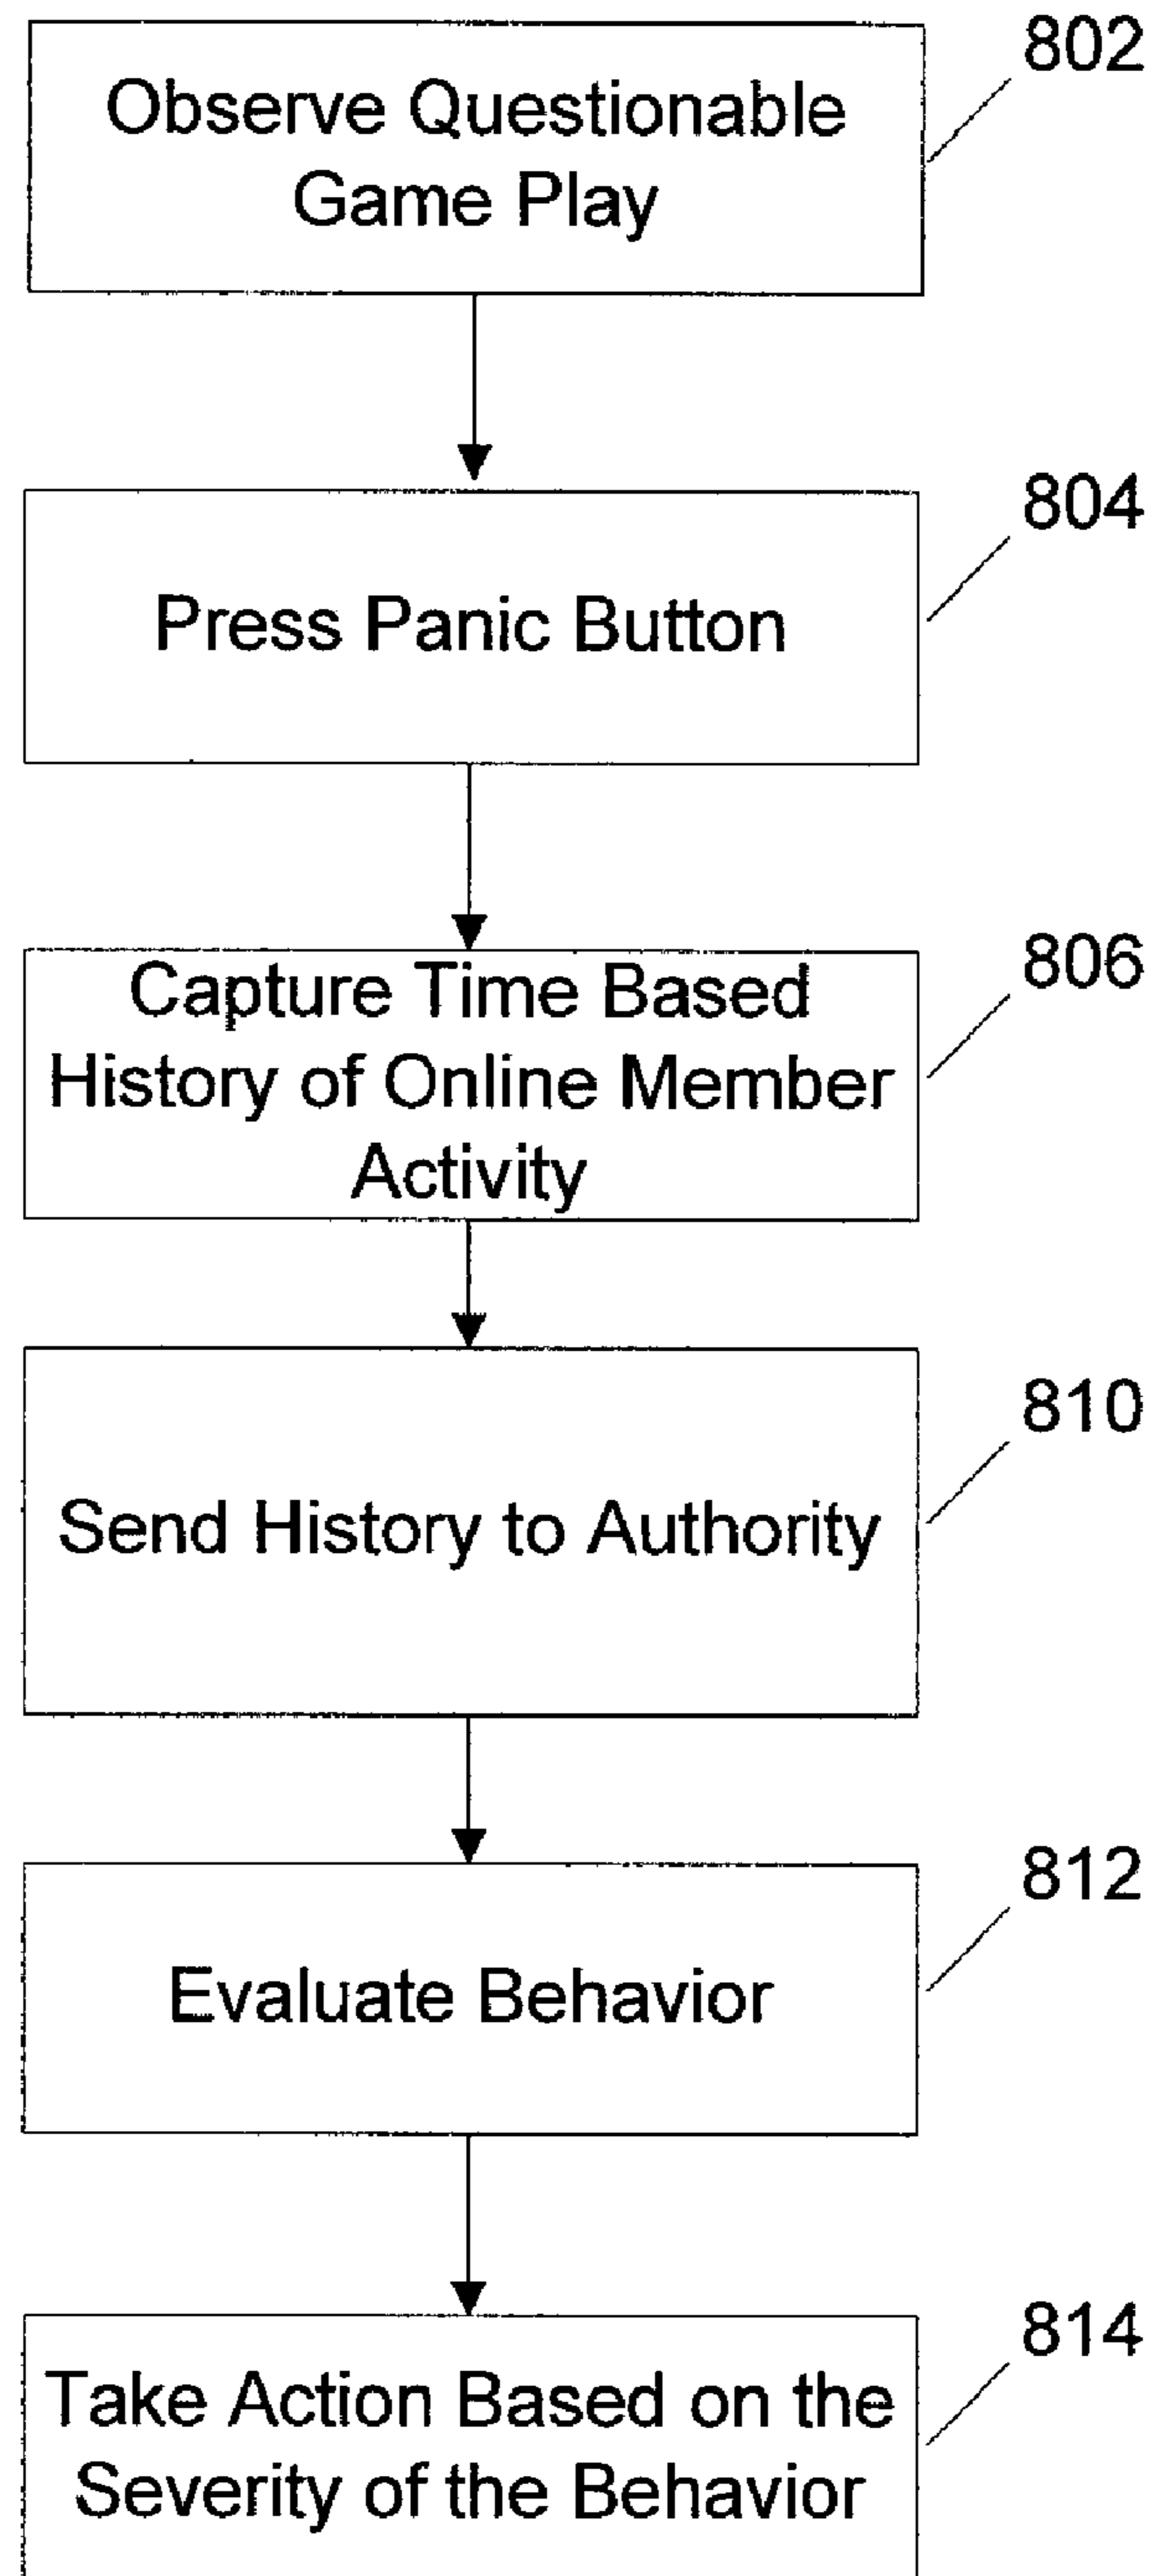 802
Observe Questionable
Game Play
804
Press Panic Button
806
Capture Time Based
History of Online Member
Activity
810
Send History to Authority
812
Evaluate Behavior
814
Take Action Based on the
Severity of the Behavior